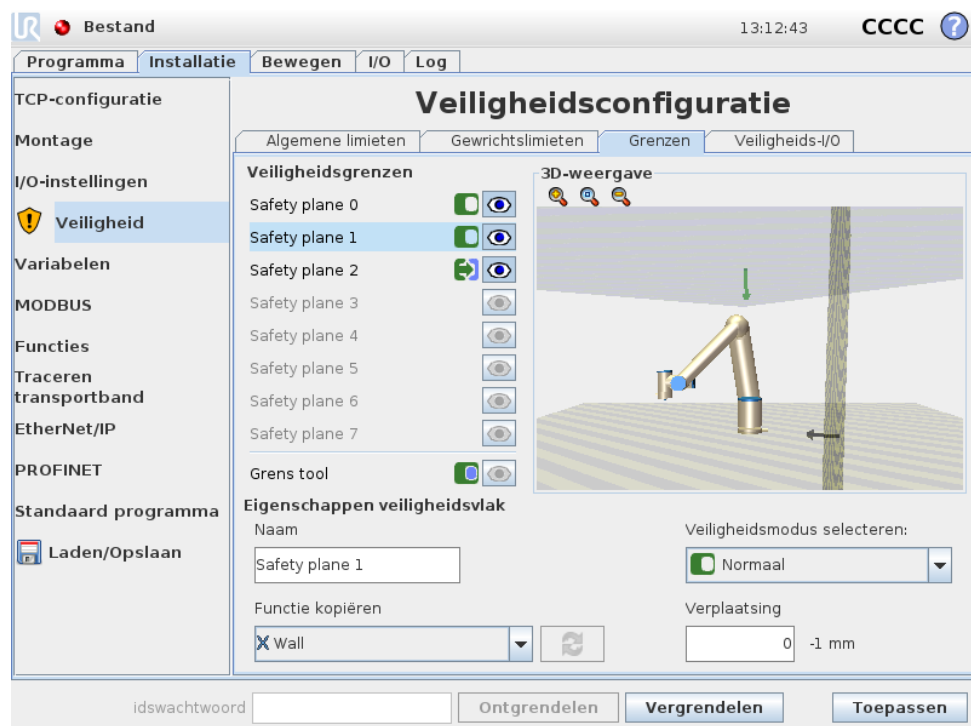 UR Bestand 13:12:43 CCCC ?
Programma Installatie Bewegen I/O Log
TCP-configuratie
Montage
I/O-instellingen
Veiligheid
Variabelen
MODBUS
Functies
Traceren
transportband
EtherNet/IP
PROFINET
Standaard programma
Laden/Opslaan
Veiligheidsconfiguratie
Algemene limieten Gewrichtslimieten Grenzen Veiligheids-I/O
Veiligheidsgrenzen
Safety plane 0
Safety plane 1
Safety plane 2
Safety plane 3
Safety plane 4
Safety plane 5
Safety plane 6
Safety plane 7
Grens tool
3D-weergave
Eigenschappen veiligheidsvlak
Naam
Safety plane 1
Functie kopiëren
Wall
Veiligheidsmodus selecteren:
Normaal
Verplaatsing
0 -1 mm
idswachtwoord Ontgrendelen Vergrendelen Toepassen